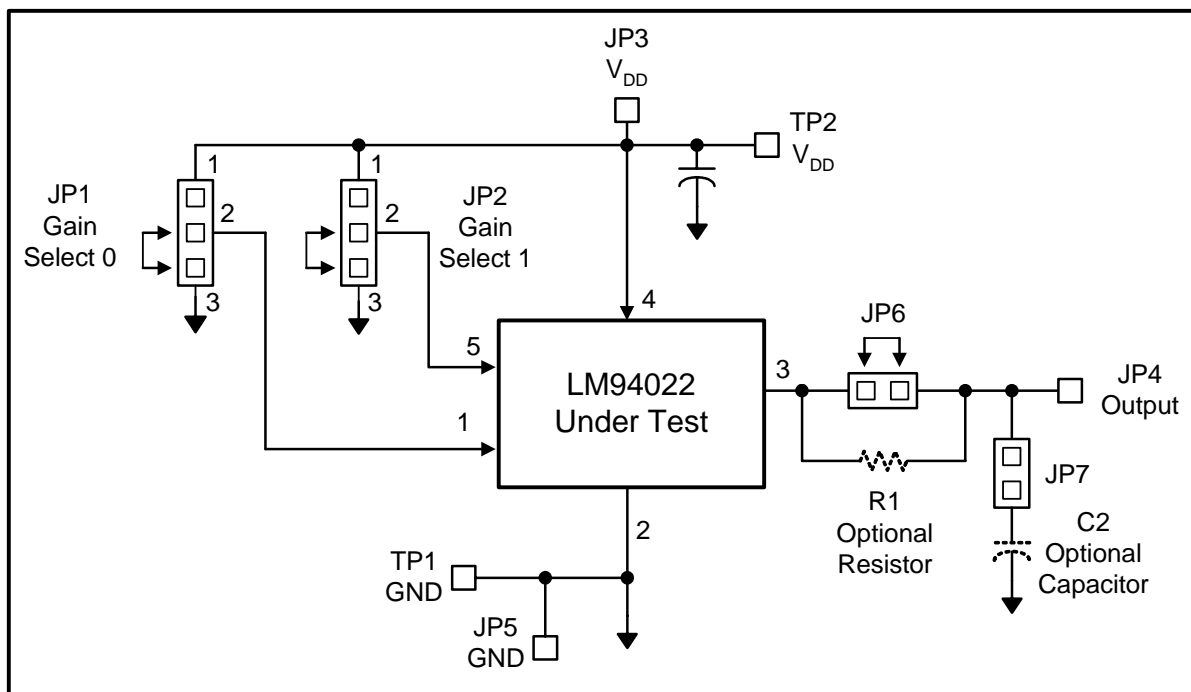 JP3
VDD
TP2
VDD
1
JP1
Gain
Select 0
2
3
1
2
JP2
Gain
Select 1
3
4
5
1
LM94022
Under Test
3
JP6
JP4
Output
R1
Optional
Resistor
JP7
C2
Optional
Capacitor
2
TP1
GND
JP5
GND